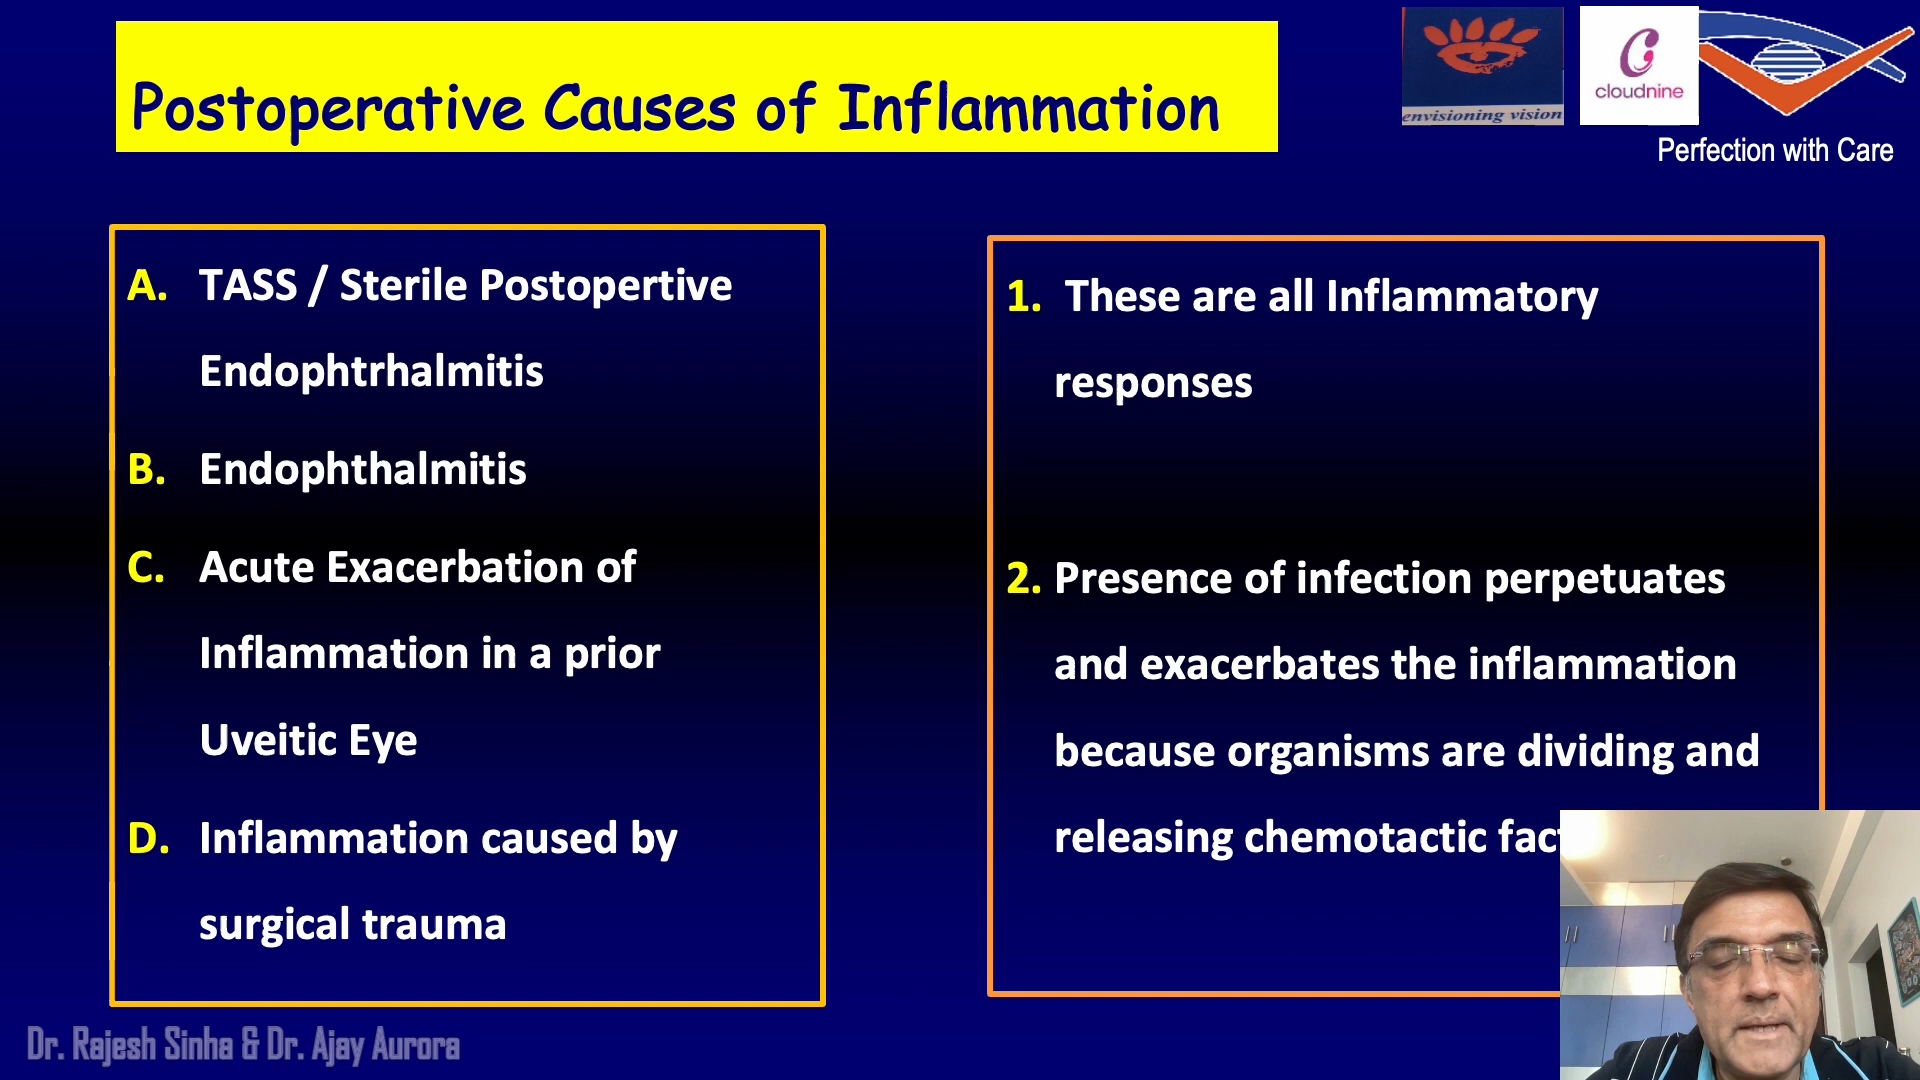 Postoperative Causes of Inflammation
envisioning vision
cloudnine
Perfection with Care
A. TASS / Sterile Postopertive
Endophtrhalmitis
B. Endophthalmitis
C. Acute Exacerbation of
Inflammation in a prior
Uveitic Eye
D. Inflammation caused by
surgical trauma
1. These are all Inflammatory
responses
2. Presence of infection perpetuates
and exacerbates the inflammation
because organisms are dividing and
releasing chemotactic
Dr. Rajesh Sinha & Dr. Ajay Aurora